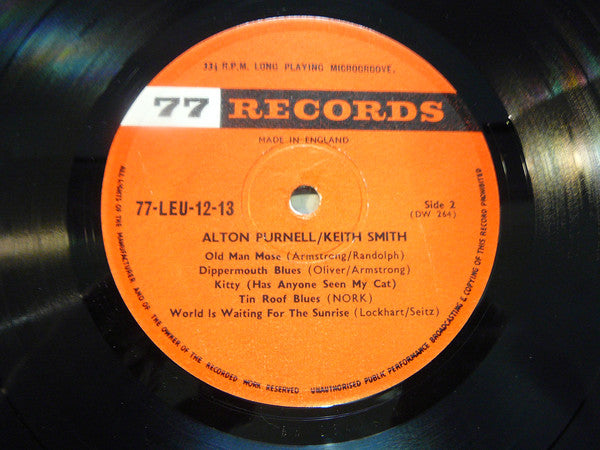 33⅓ R.P.M. LONG PLAYING MICROGROOVE.
77 RECORDS
MADE IN ENGLAND
77-LEU-12-13
Side 2
(DW 264)
ALTON PURNELL/KEITH SMITH
Old Man Mose (Armstrong/Randolph)
Dippermouth Blues (Oliver/Armstrong)
Kitty (Has Anyone Seen My Cat)
Tin Roof Blues (NORK)
World Is Waiting For The Sunrise (Lockhart/Seitz)
ALL RIGHTS OF THE MANUFACTURER AND OF THE OWNER OF THE RECORDED WORK RESERVED UNAUTHORISED PUBLIC PERFORMANCE BROADCASTING & COPYING OF THIS RECORD PROHIBITED